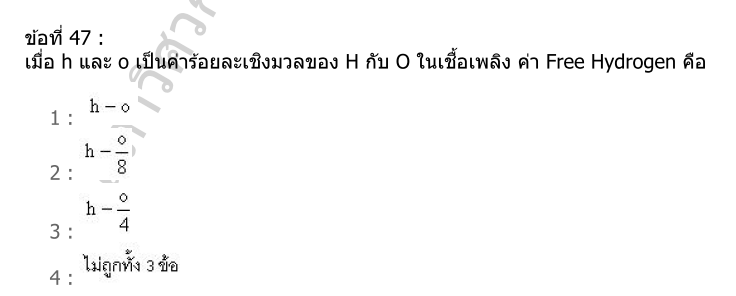 ข้อที่ 47 :
เมื่อ h และ o เป็นค่าร้อยละเชิงมวลของ H กับ O ในเชื้อเพลิง ค่า Free Hydrogen คือ
1 : h – o
2 : h – o/8
3 : h – o/4
4 : ไม่ถูกทั้ง 3 ข้อ